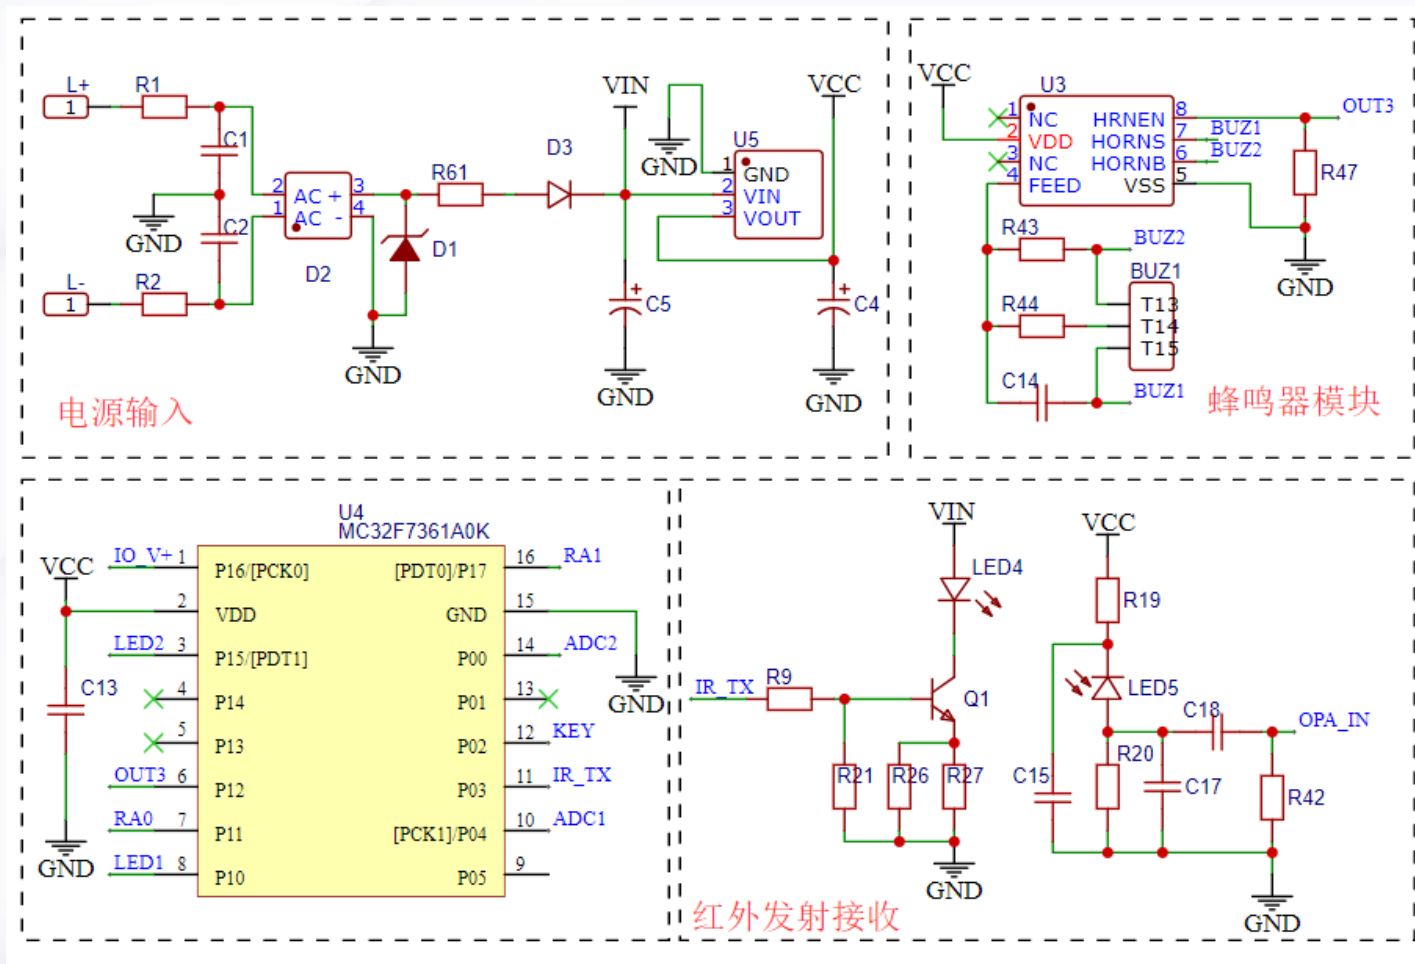 L+
1
R1
C1
GND
C2
L-
1
R2
2 AC + 3
1 AC - 4
D2
D1
GND
R61
D3
VIN
GND
VCC
U5
1 GND
2 VIN
3 VOUT
C5
GND
C4
GND
电源输入
VCC
U3
1 NC HRNEN 8
2 VDD HORNS 7
3 NC HORNB 6
4 FEED VSS 5
OUT3
BUZ1
BUZ2
R47
GND
R43
BUZ2
BUZ1
T13
R44
T14
T15
C14
BUZ1
蜂鸣器模块
U4
MC32F7361A0K
VCC
C13
GND
IO_V+ 1 P16/[PCK0] [PDT0]/P17 16 RA1
2 VDD GND 15
LED2 3 P15/[PDT1] P00 14 ADC2
4 P14 P01 13
GND
5 P13 P02 12 KEY
OUT3 6 P12 P03 11 IR_TX
RA0 7 P11 [PCK1]/P04 10 ADC1
LED1 8 P10 P05 9
VIN
LED4
IR_TX
R9
Q1
R21
R26
R27
GND
VCC
R19
LED5
C18
OPA_IN
R20
C15
C17
R42
GND
红外发射接收